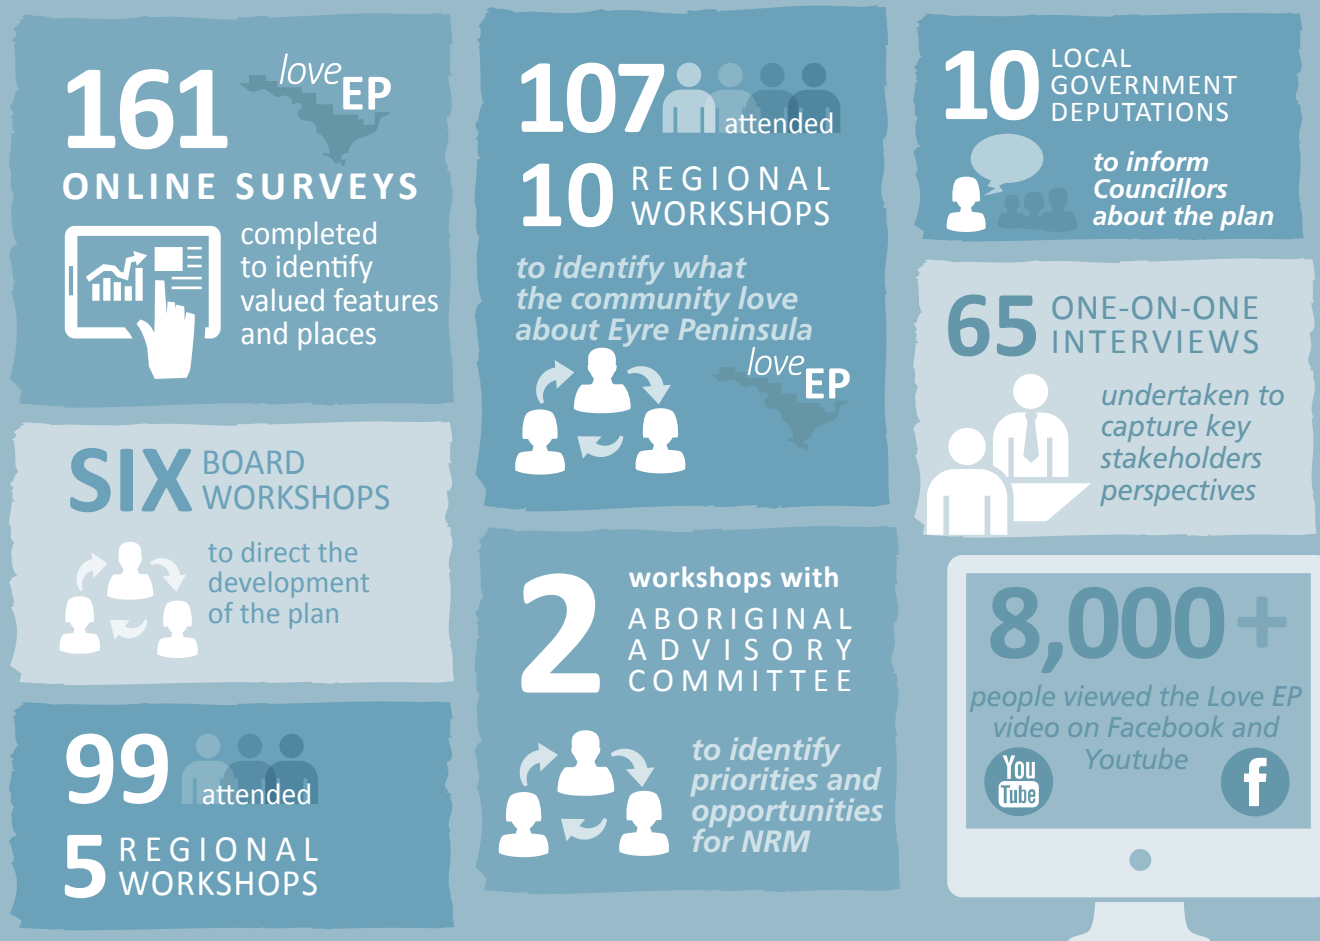 161
love EP
ONLINE SURVEYS
completed
to identify
valued features
and places
SIX BOARD
WORKSHOPS
to direct the
development
of the plan
99 attended
5 REGIONAL
WORKSHOPS
107 attended
10 REGIONAL
WORKSHOPS
to identify what
the community love
about Eyre Peninsula
love EP
2 workshops with
ABORIGINAL
ADVISORY
COMMITTEE
to identify
priorities and
opportunities
for NRM
10 LOCAL
GOVERNMENT
DEPUTATIONS
to inform
Councillors
about the plan
65 ONE-ON-ONE
INTERVIEWS
undertaken to
capture key
stakeholders
perspectives
8,000+
people viewed the Love EP
video on Facebook and
Youtube
You
Tube
f